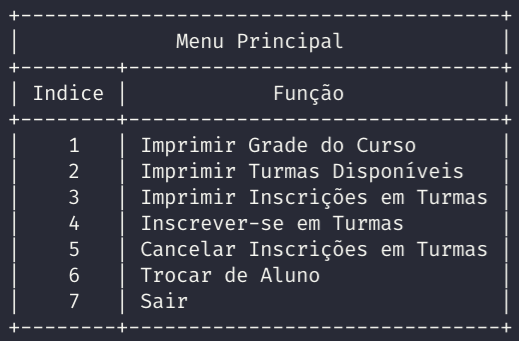 Menu Principal
Indice | Função
1 | Imprimir Grade do Curso
2 | Imprimir Turmas Disponíveis
3 | Imprimir Inscrições em Turmas
4 | Inscrever-se em Turmas
5 | Cancelar Inscrições em Turmas
6 | Trocar de Aluno
7 | Sair